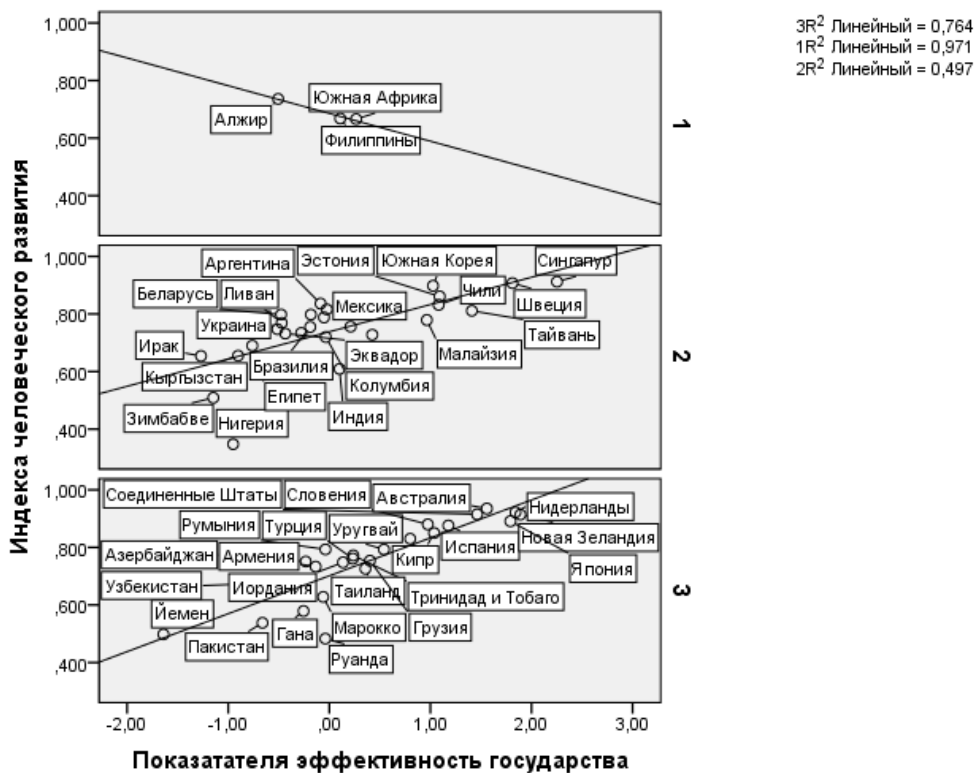 3R² Линейный = 0,764
1R² Линейный = 0,971
2R² Линейный = 0,497
Индекса человеческого развития
1,000
,800
,600
,400
Алжир
Южная Африка
Филиппины
1
1,000
,800
,600
,400
Аргентина
Эстония
Южная Корея
Сингапур
Беларусь
Ливан
Мексика
Чили
Швеция
Украина
Тайвань
Ирак
Бразилия
Эквадор
Малайзия
Кыргызстан
Колумбия
Египет
Зимбабве
Нигерия
Индия
2
1,000
,800
,600
,400
Соединенные Штаты
Словения
Австралия
Нидерланды
Румыния
Турция
Уругвай
Новая Зеландия
Азербайджан
Армения
Кипр
Испания
Япония
Узбекистан
Иордания
Таиланд
Тринидад и Тобаго
Йемен
Пакистан
Гана
Марокко
Грузия
Руанда
3
-2,00
-1,00
,00
1,00
2,00
3,00
Показатателя эффективность государства